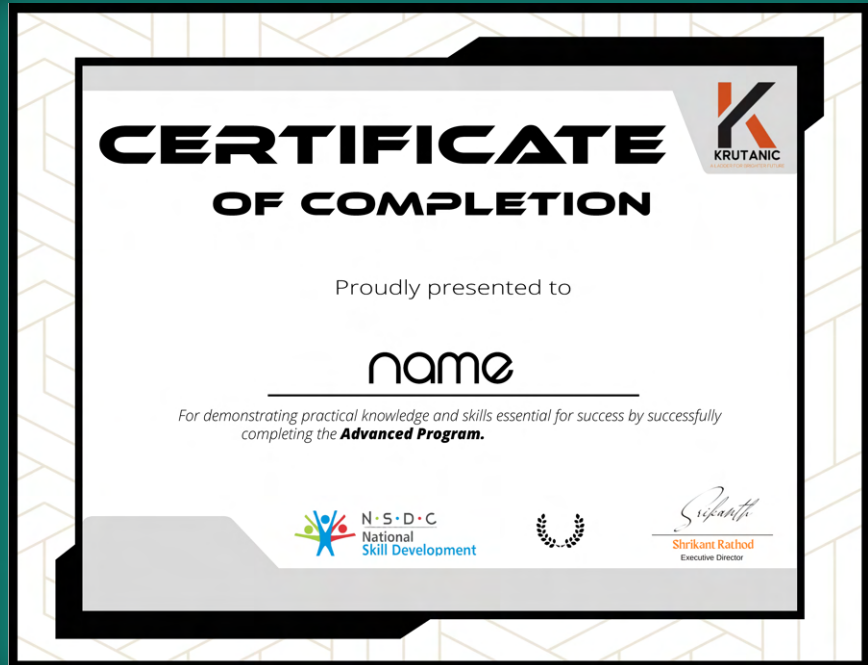 CERTIFICATE
OF COMPLETION
KRUTANIC
Proudly presented to
name
For demonstrating practical knowledge and skills essential for success by successfully
completing the Advanced Program.
N·S·D·C
National
Skill Development
Srikanth
Shrikant Rathod
Executive Director